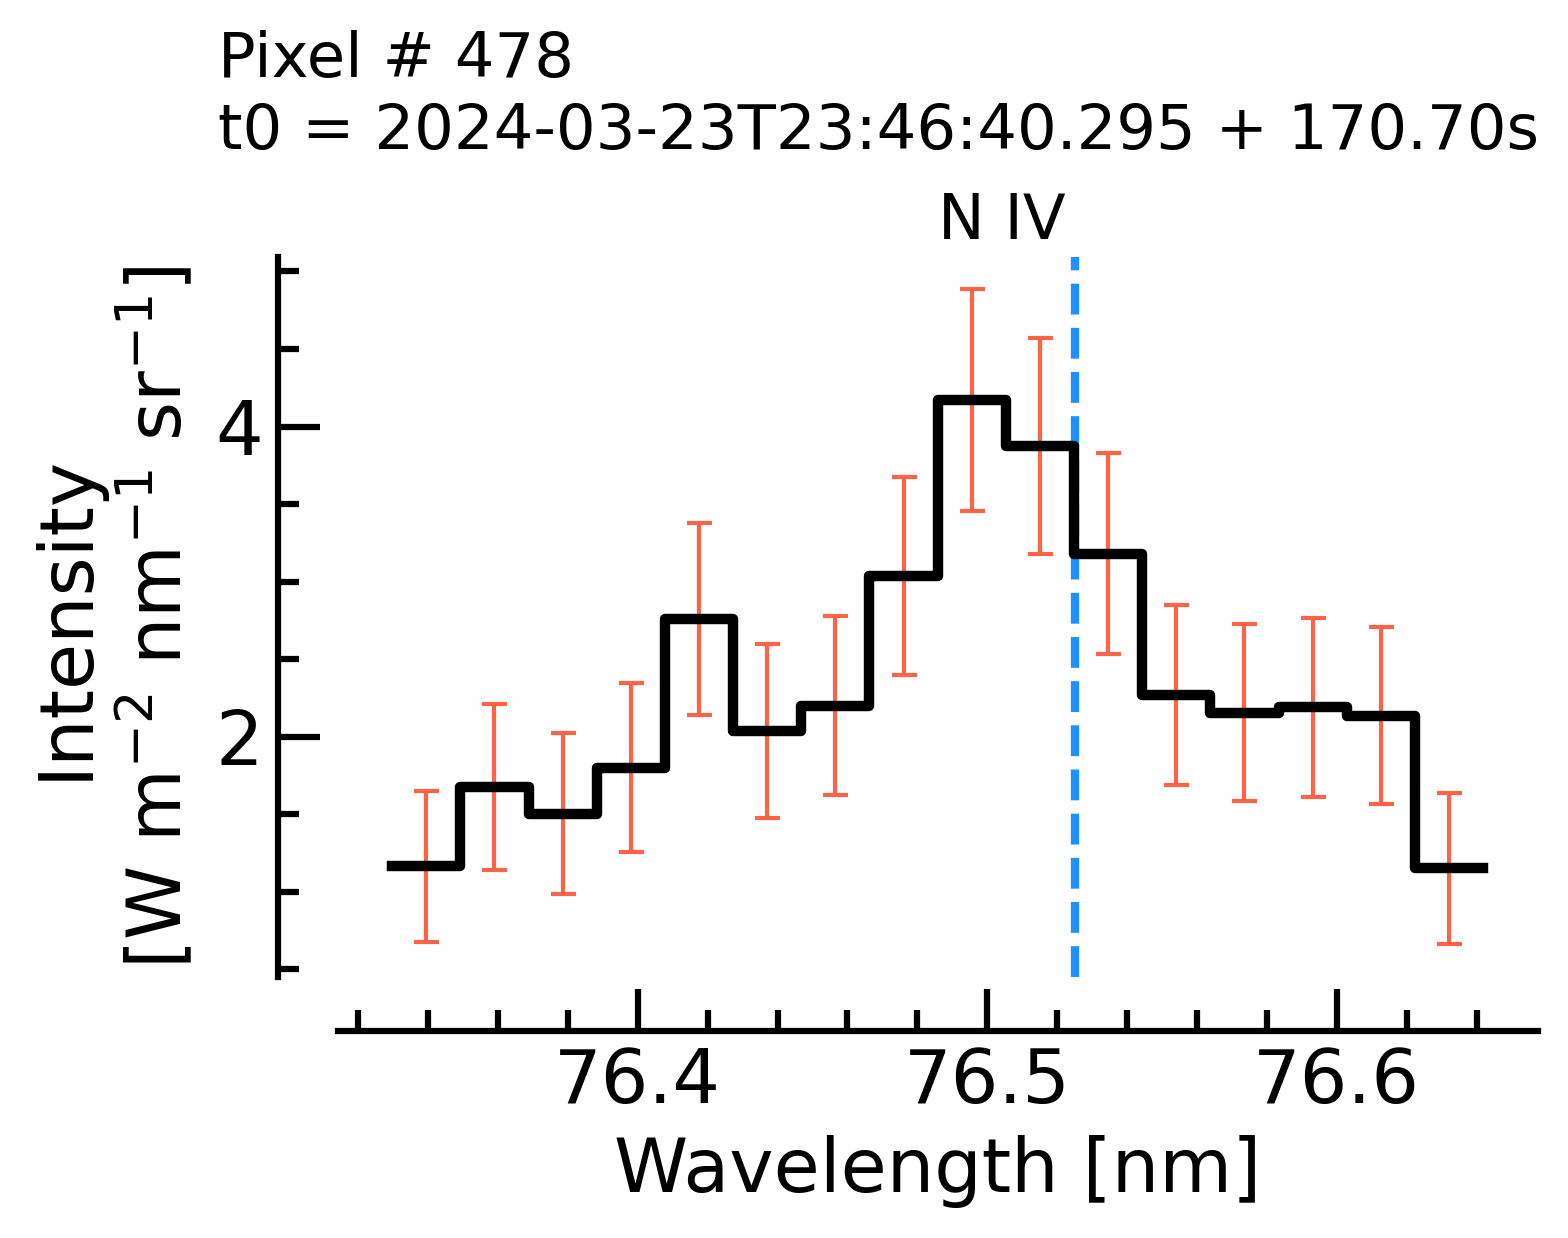 Pixel # 478
t0 = 2024-03-23T23:46:40.295 + 170.70s
N IV
Intensity
[W m⁻² nm⁻¹ sr⁻¹]
4
2
76.4 76.5 76.6
Wavelength [nm]